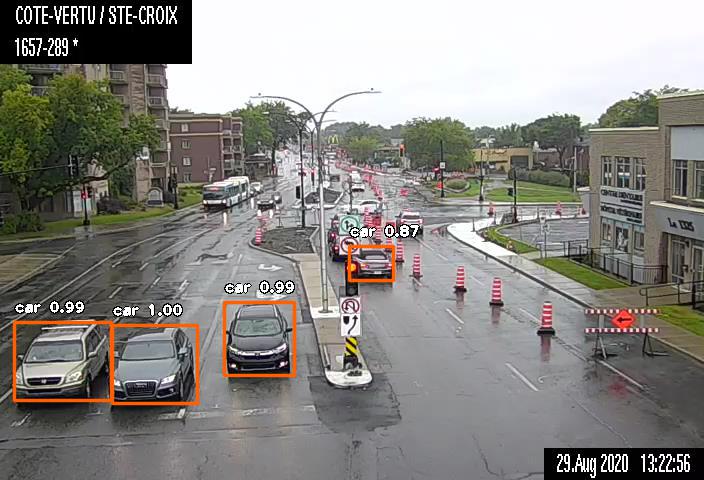 COTE-VERTU / STE-CROIX
1657-289 *
car 0.87
car 0.99
car 0.99
car 1.00
29.Aug 2020 13:22:56